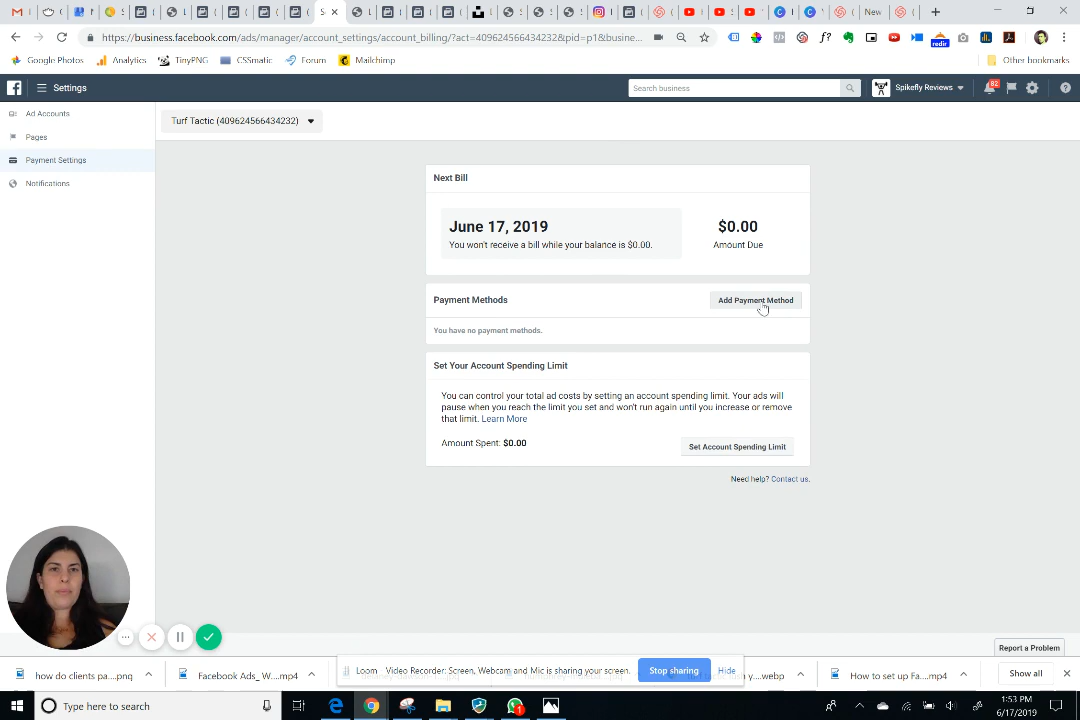 https://business.facebook.com/ads/manager/account_settings/account_billing/?act=409624566434232&pid=p1&busine...
Google Photos
Analytics
TinyPNG
CSSmatic
Forum
Mailchimp
Other bookmarks
Settings
Search business
Spikefly Reviews
82
Ad Accounts
Pages
Payment Settings
Notifications
Turf Tactic (409624566434232)
Next Bill
June 17, 2019
You won't receive a bill while your balance is $0.00.
$0.00
Amount Due
Payment Methods
Add Payment Method
You have no payment methods.
Set Your Account Spending Limit
You can control your total ad costs by setting an account spending limit. Your ads will
pause when you reach the limit you set and won't run again until you increase or remove
that limit. Learn More
Amount Spent: $0.00
Set Account Spending Limit
Need help? Contact us.
Report a Problem
how do clients pa....png
Facebook Ads_ W....mp4
Loom - Video Recorder: Screen, Webcam and Mic is sharing your screen.
Stop sharing
Hide
y....webp
How to set up Fa....mp4
Show all
Type here to search
1:53 PM
6/17/2019